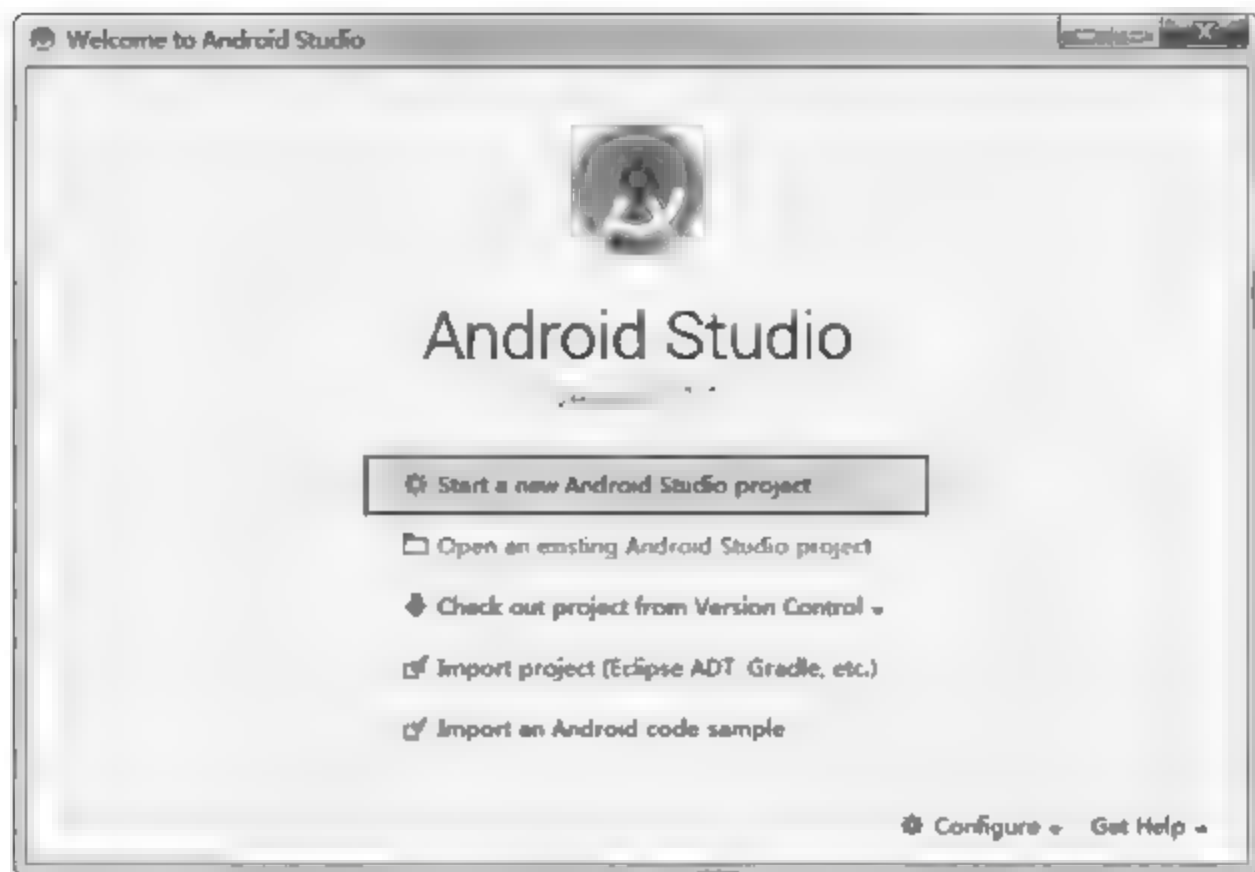 Welcome to Android Studio
Android Studio
Start a new Android Studio project
Open an existing Android Studio project
Check out project from Version Control
Import project (Eclipse ADT, Gradle, etc.)
Import an Android code sample
Configure
Get Help